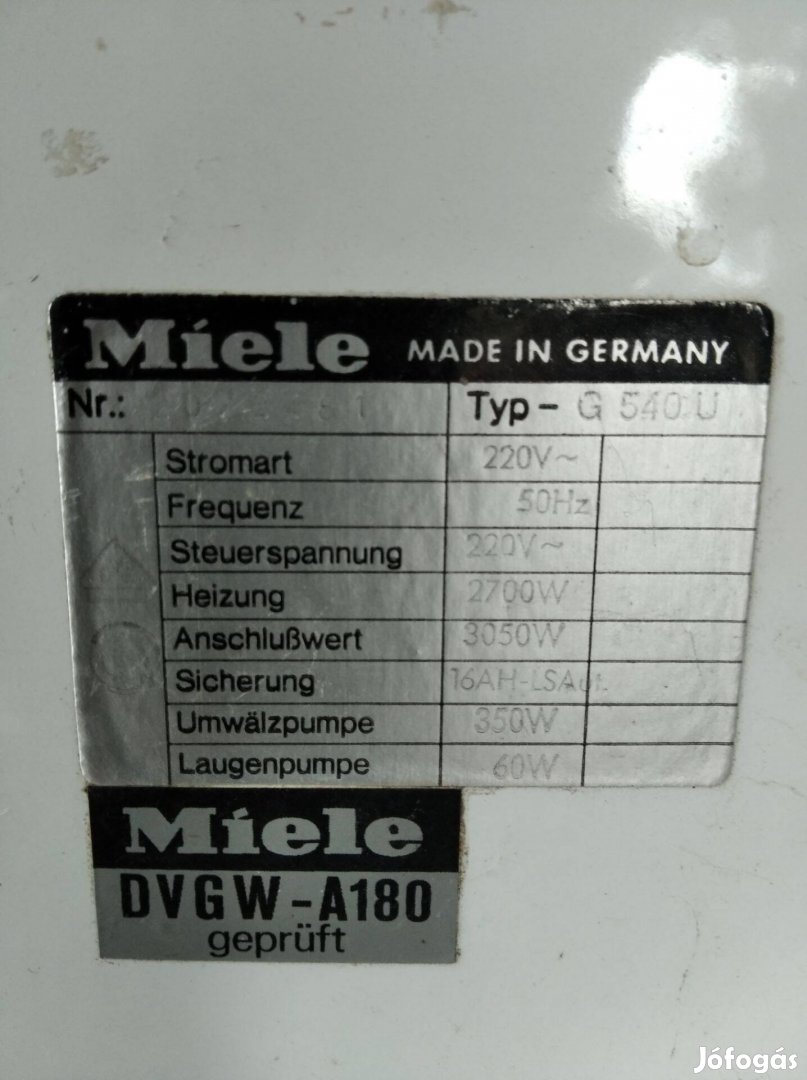 Miele MADE IN GERMANY
Nr.: Typ - G 540 U
Stromart 220V~
Frequenz 50Hz
Steuerspannung 220V~
Heizung 2700W
Anschlußwert 3050W
Sicherung 16AH-LSAut.
Umwälzpumpe 350W
Laugenpumpe 60W
Miele
DVGW-A180
geprüft
Jófogás